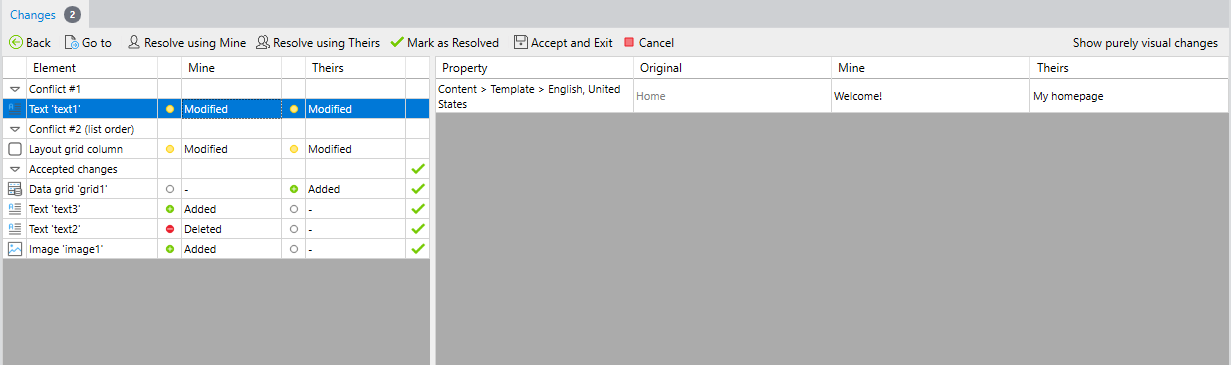 Changes 2
Back Go to Resolve using Mine Resolve using Theirs Mark as Resolved Accept and Exit Cancel Show purely visual changes
Element Mine Theirs
Conflict #1
Text 'text1' Modified Modified
Conflict #2 (list order)
Layout grid column Modified Modified
Accepted changes
Data grid 'grid1' - Added
Text 'text3' Added -
Text 'text2' Deleted -
Image 'image1' Added -
Property Original Mine Theirs
Content > Template > English, United
States
Home Welcome! My homepage